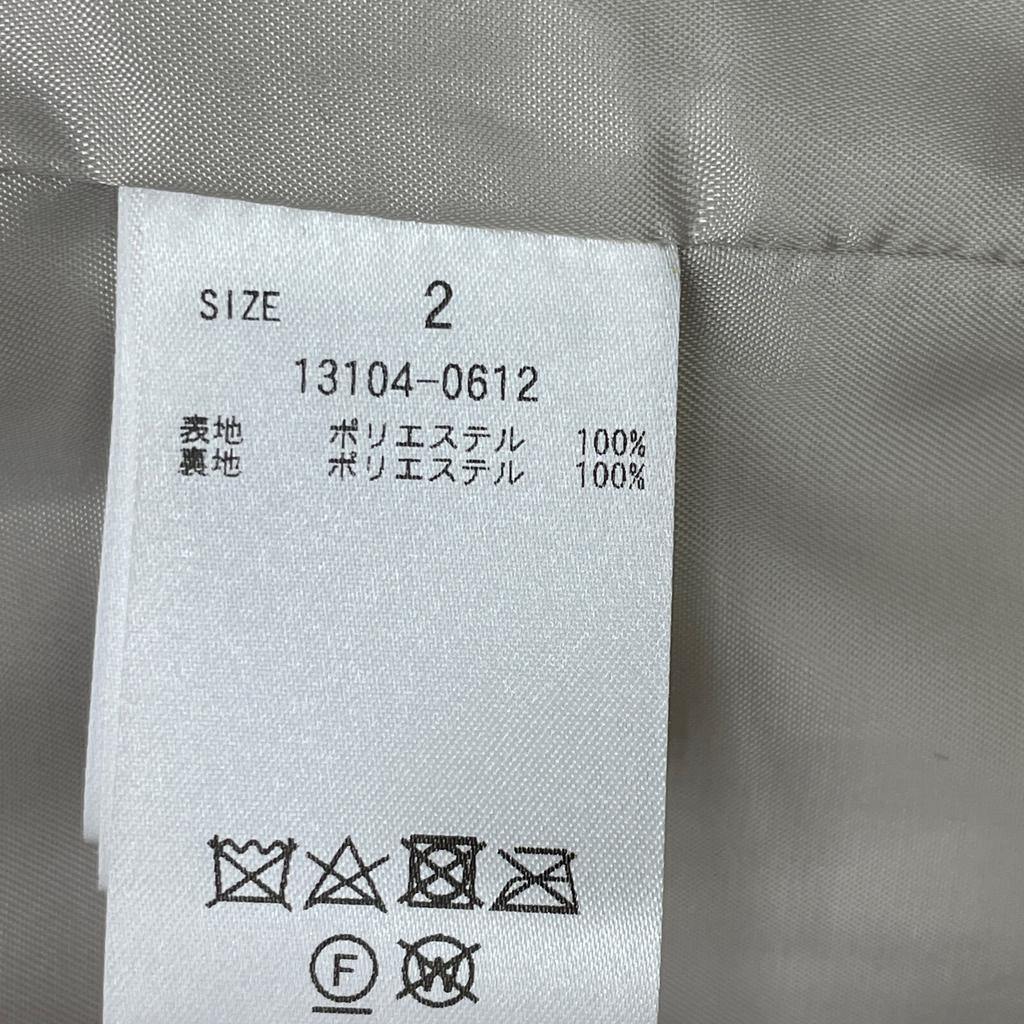 SIZE 2
13104-0612
表地 ポリエステル 100%
裏地 ポリエステル 100%
F W